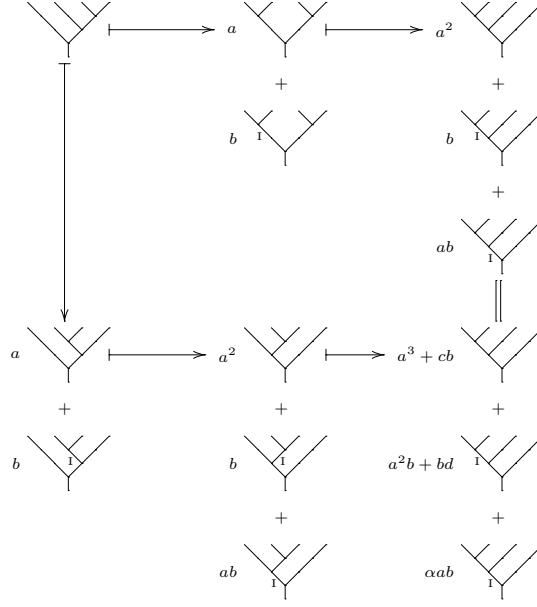 a a²
+ +
b I b I
+
ab I
a a² a³ + cb
+ + +
b I b I a²b + bd I
+ +
ab I αab I